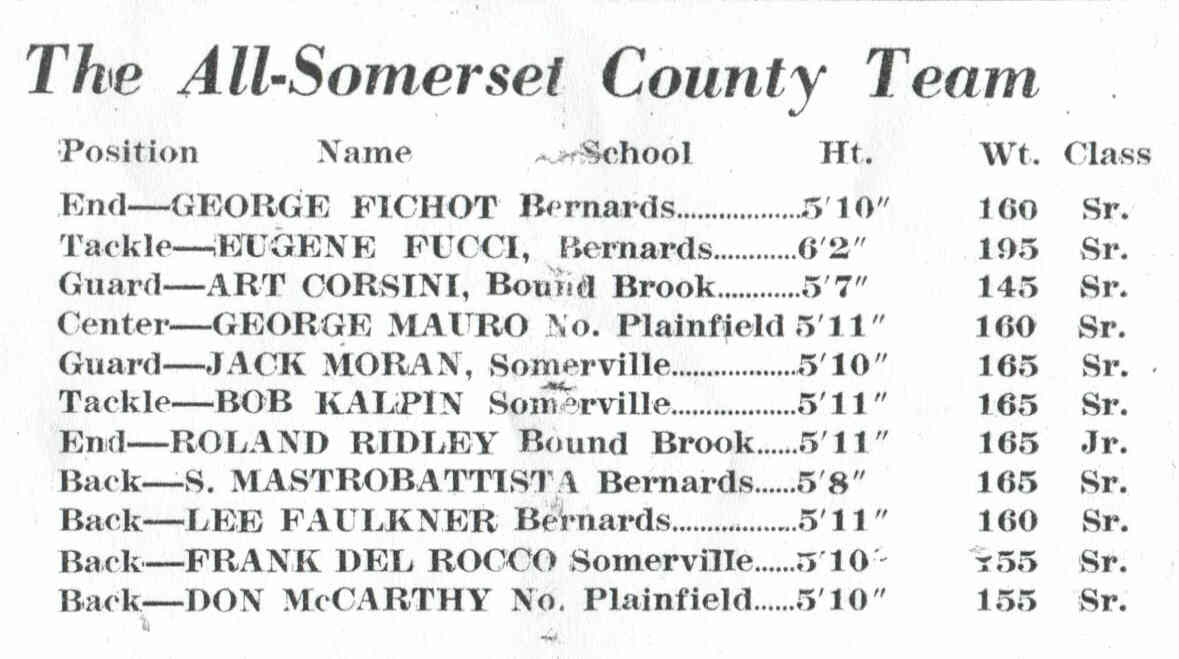 The All-Somerset County Team
Position Name School Ht. Wt. Class
End—GEORGE FICHOT Bernards..................5'10" 160 Sr.
Tackle—EUGENE FUCCI, Bernards............6'2" 195 Sr.
Guard—ART CORSINI, Bound Brook............5'7" 145 Sr.
Center—GEORGE MAURO No. Plainfield 5'11" 160 Sr.
Guard—JACK MORAN, Somerville..................5'10" 165 Sr.
Tackle—BOB KALPIN Somerville..................5'11" 165 Sr.
End—ROLAND RIDLEY Bound Brook......5'11" 165 Jr.
Back—S. MASTROBATTISTA Bernards......5'8" 165 Sr.
Back—LEE FAULKNER Bernards..................5'11" 160 Sr.
Back—FRANK DEL ROCCO Somerville......5'10 Sr.
Back—DON McCARTHY No. Plainfield......5'10" 155 Sr.